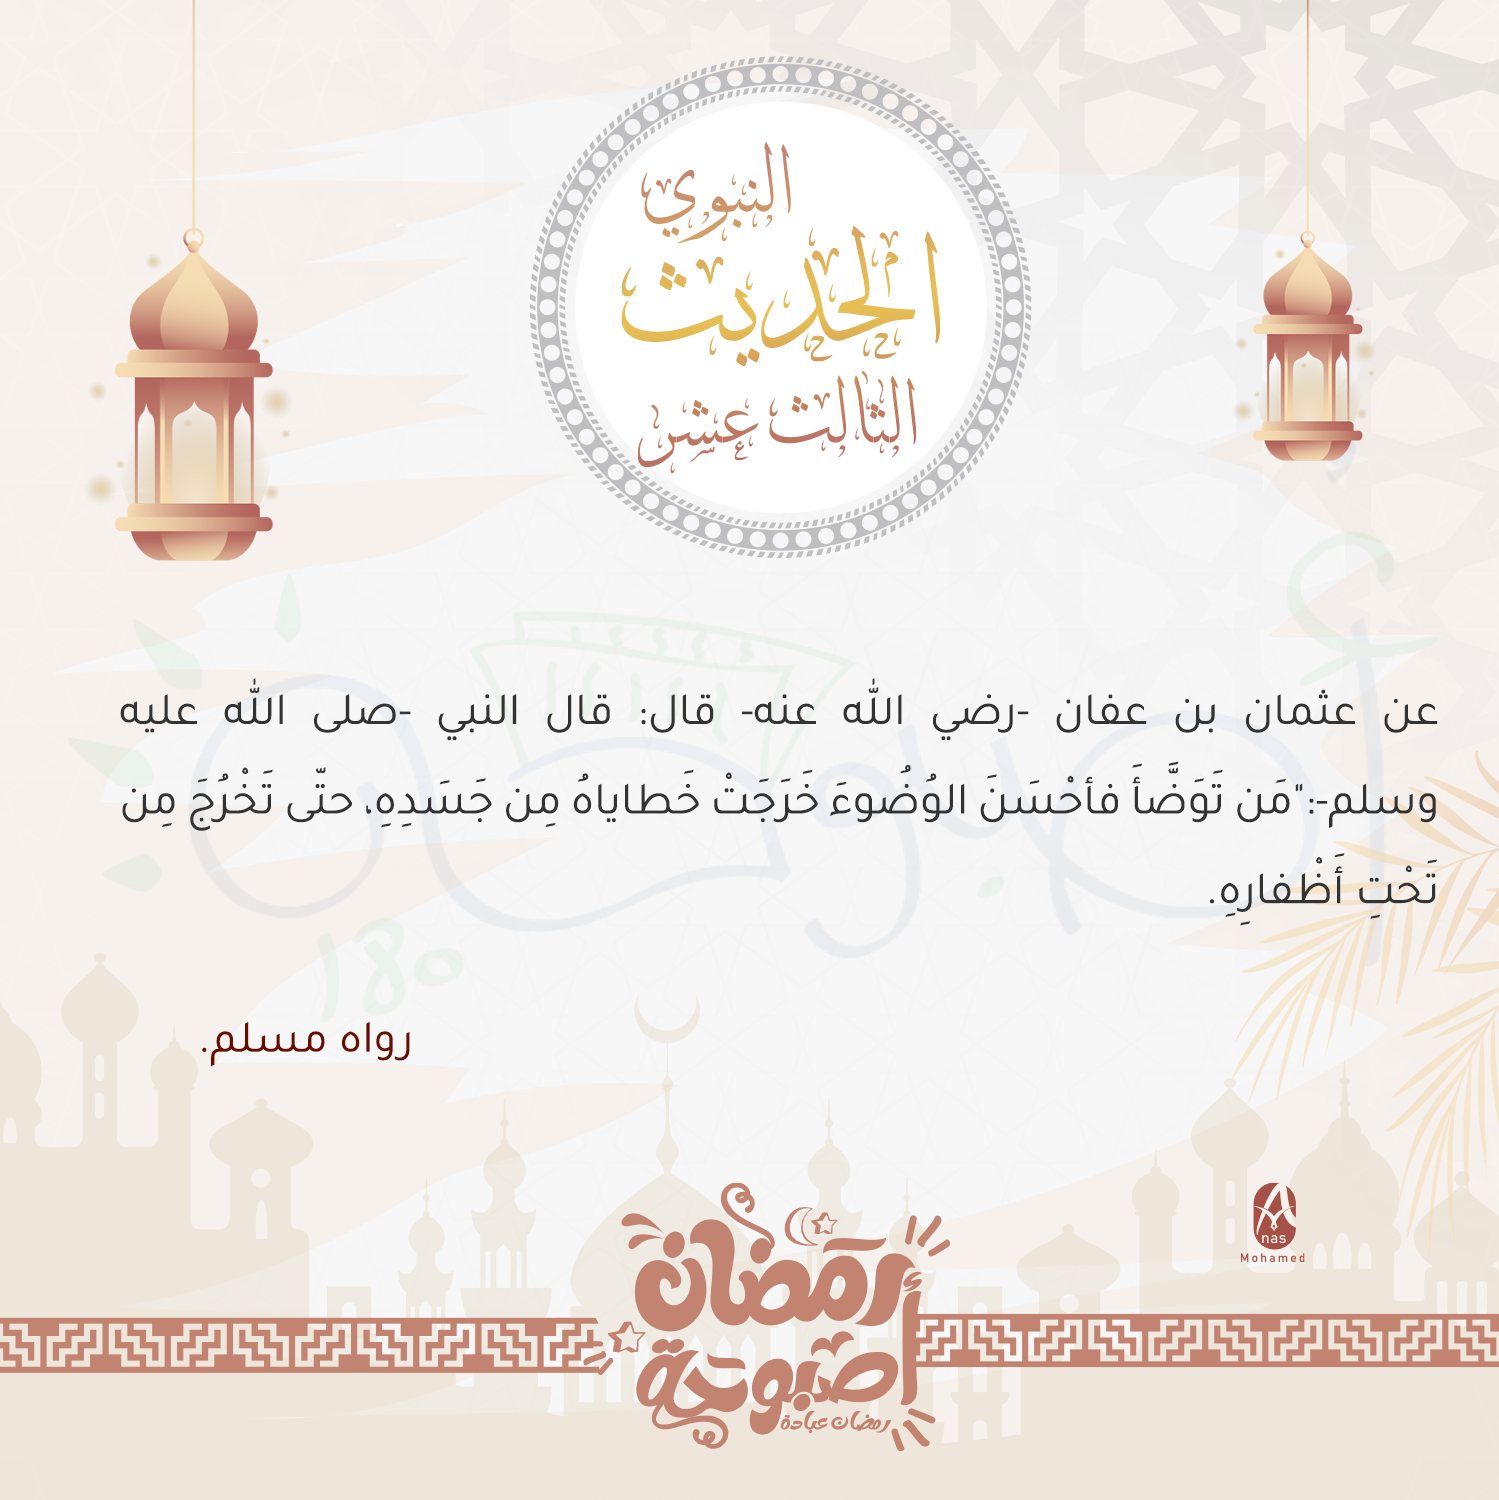 النبوي
الحديث
الثالث عشر
عن عثمان بن عفان -رضي الله عنه- قال: قال النبي -صلى الله عليه
وسلم-:"مَن تَوَضَّأَ فأحْسَنَ الوُضُوءَ خَرَجَتْ خَطاياهُ مِن جَسَدِهِ، حتّى تَخْرُجَ مِن
تَحْتِ أَظْفارِهِ.
رواه مسلم.
رمضان
أصبوحة
رمضان عبادة
nas
Mohamed